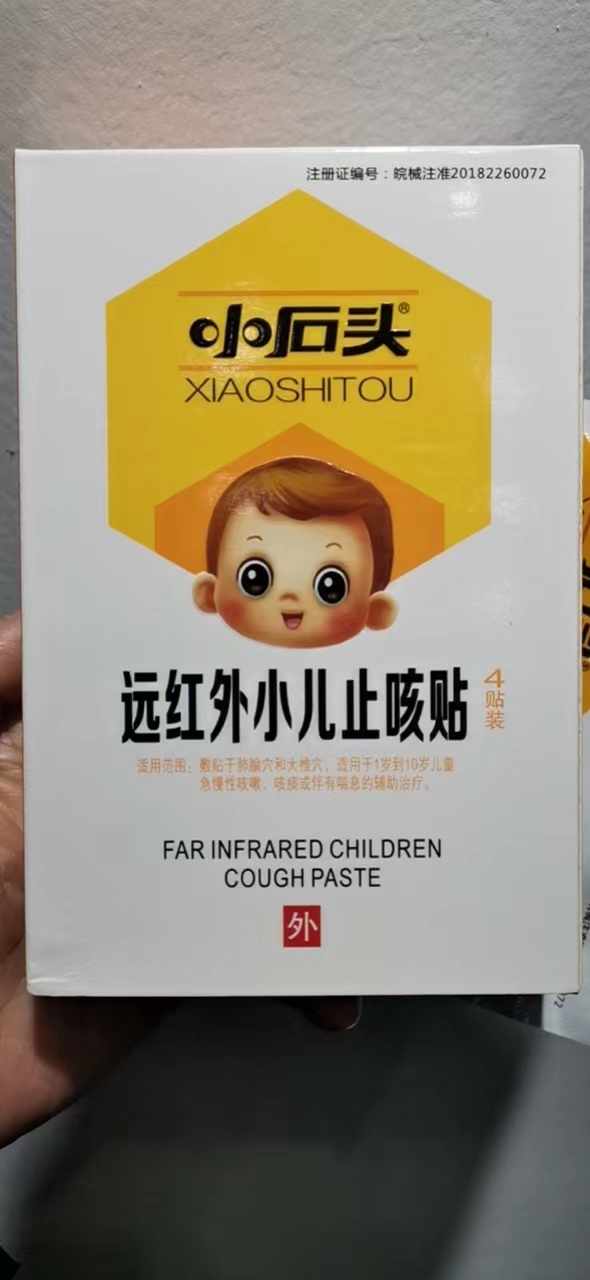 注册证编号：皖械注准20182260072
小石头®
XIAOSHITOU
远红外小儿止咳贴
4贴装
适用范围：敷贴于肺腧穴和大椎穴，适用于1岁到10岁儿童
急慢性咳嗽、咳痰或伴有喘息的辅助治疗。
FAR INFRARED CHILDREN
COUGH PASTE
外